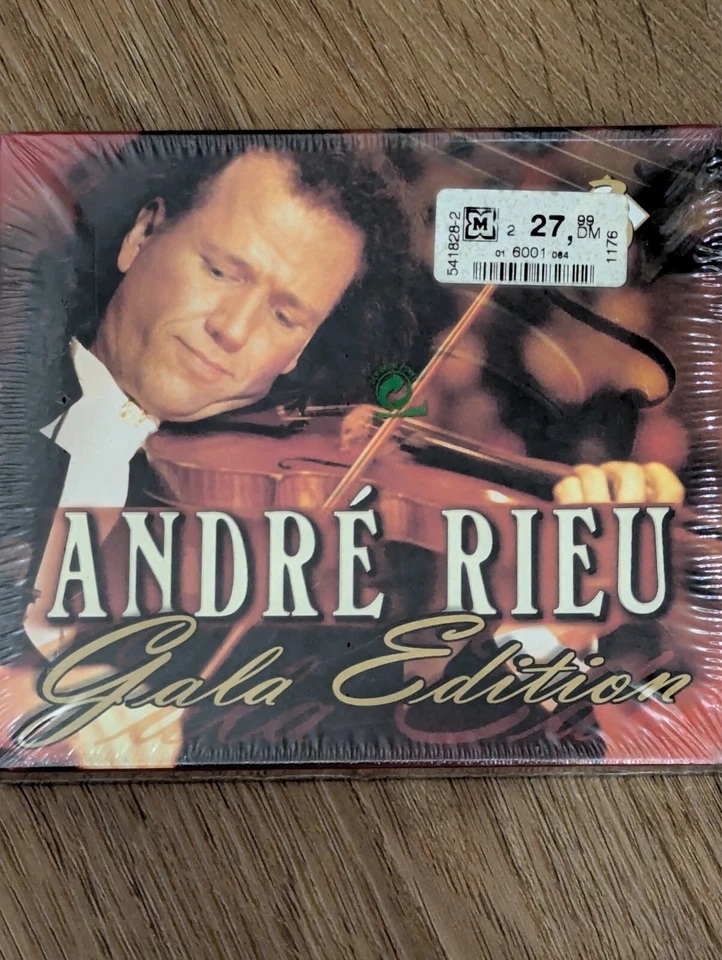 541828-2
M
2 27,99 DM
01 6001 064
1176
ANDRÉ RIEU
Gala Edition